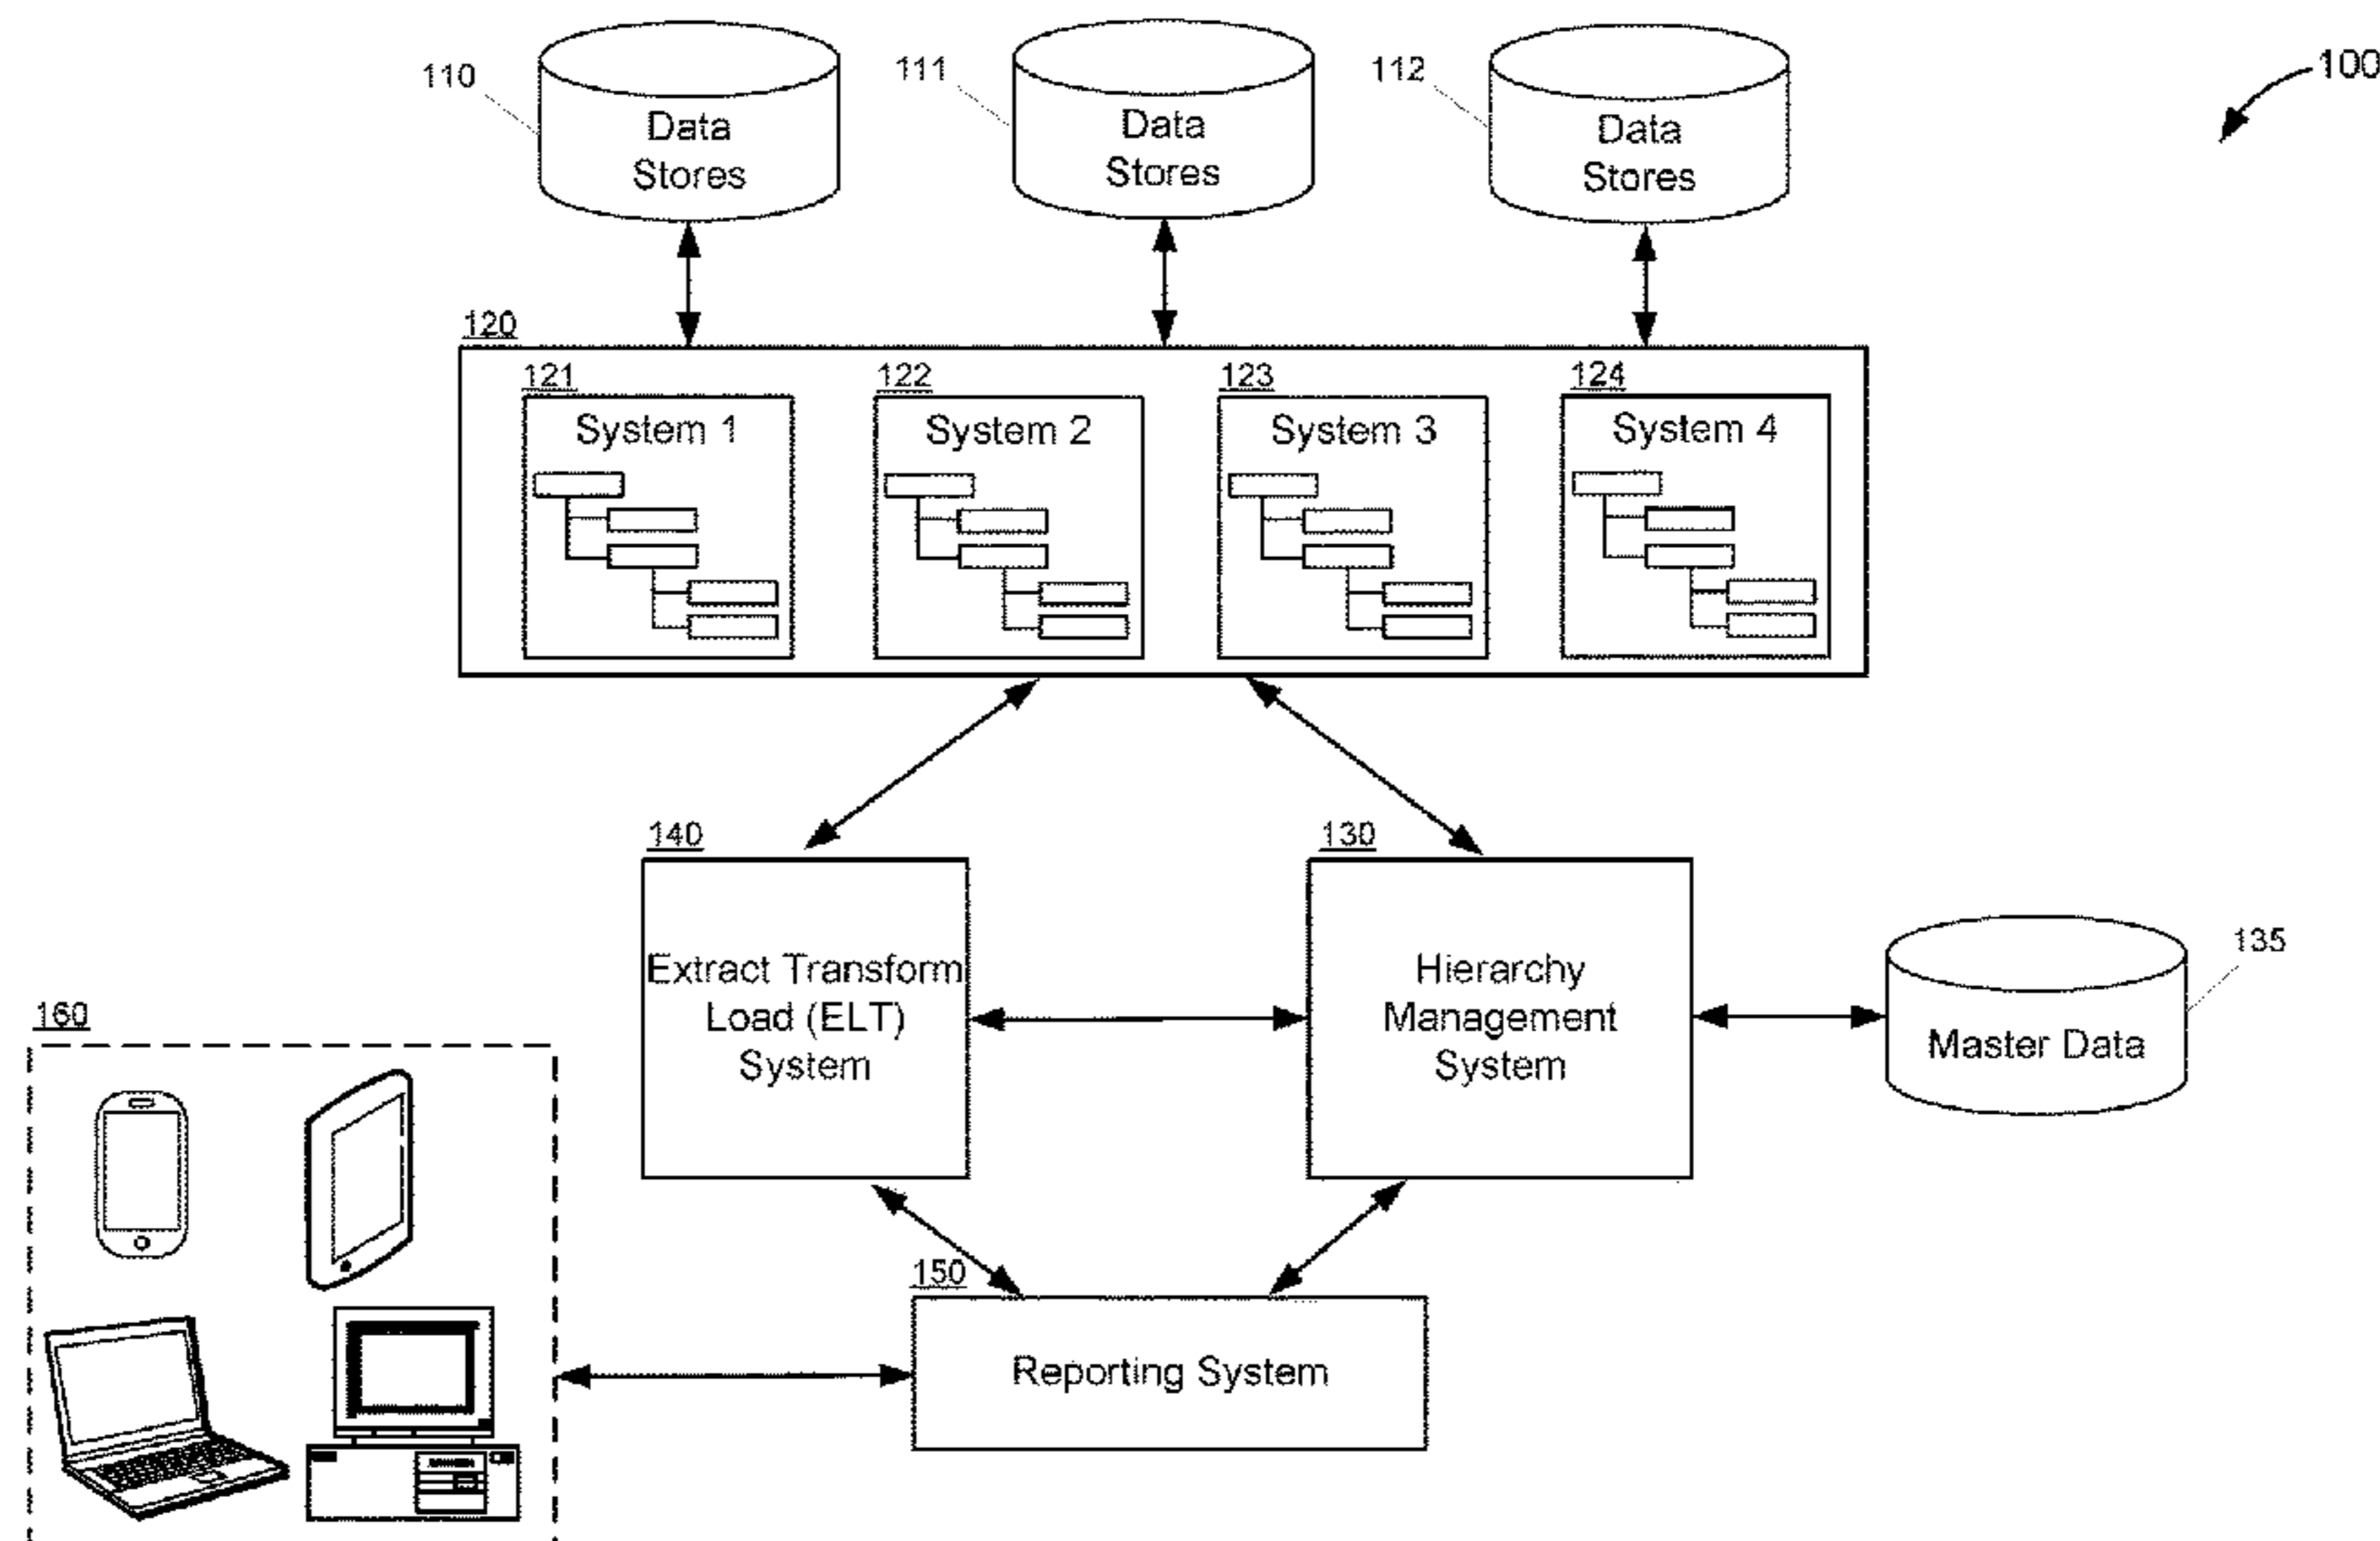 100
110
Data
Stores
111
Data
Stores
112
Data
Stores
120
121
System 1
122
System 2
123
System 3
124
System 4
140
Extract Transform
Load (ELT)
System
130
Hierarchy
Management
System
135
Master Data
160
150
Reporting System